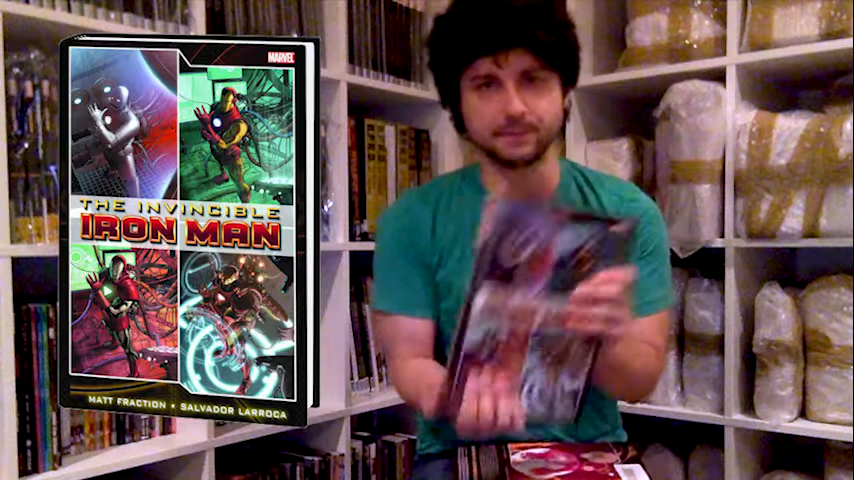 MARVEL
THE INVINCIBLE
IRON MAN
MATT FRACTION ★ SALVADOR LARROCA